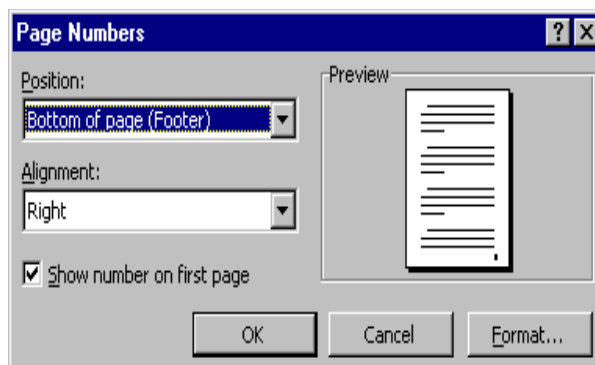 Page Numbers
Position:
Bottom of page (Footer)
Alignment:
Right
Show number on first page
Preview
OK
Cancel
Format...